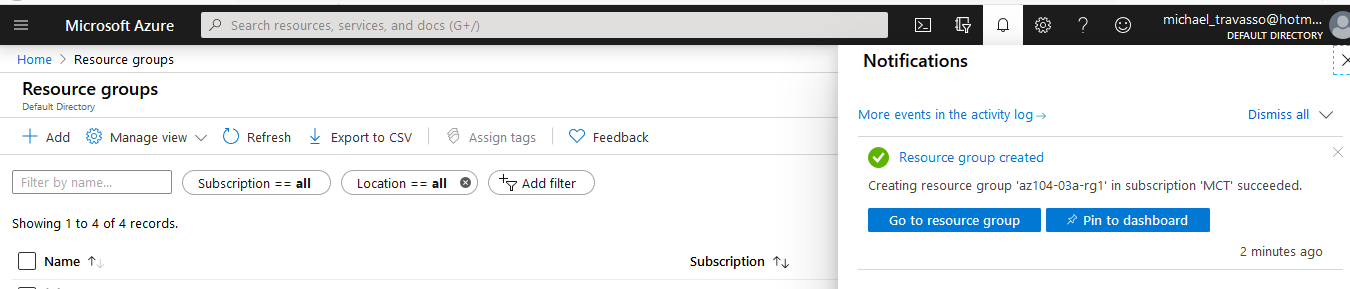 Microsoft Azure
Search resources, services, and docs (G+/)
michael_travasso@hotm...
DEFAULT DIRECTORY
Home > Resource groups
Resource groups
Default Directory
Add
Manage view
Refresh
Export to CSV
Assign tags
Feedback
Filter by name...
Subscription == all
Location == all
Add filter
Showing 1 to 4 of 4 records.
Name ↑↓
Subscription ↑↓
Notifications
More events in the activity log →
Dismiss all
Resource group created
Creating resource group 'az104-03a-rg1' in subscription 'MCT' succeeded.
Go to resource group
Pin to dashboard
2 minutes ago